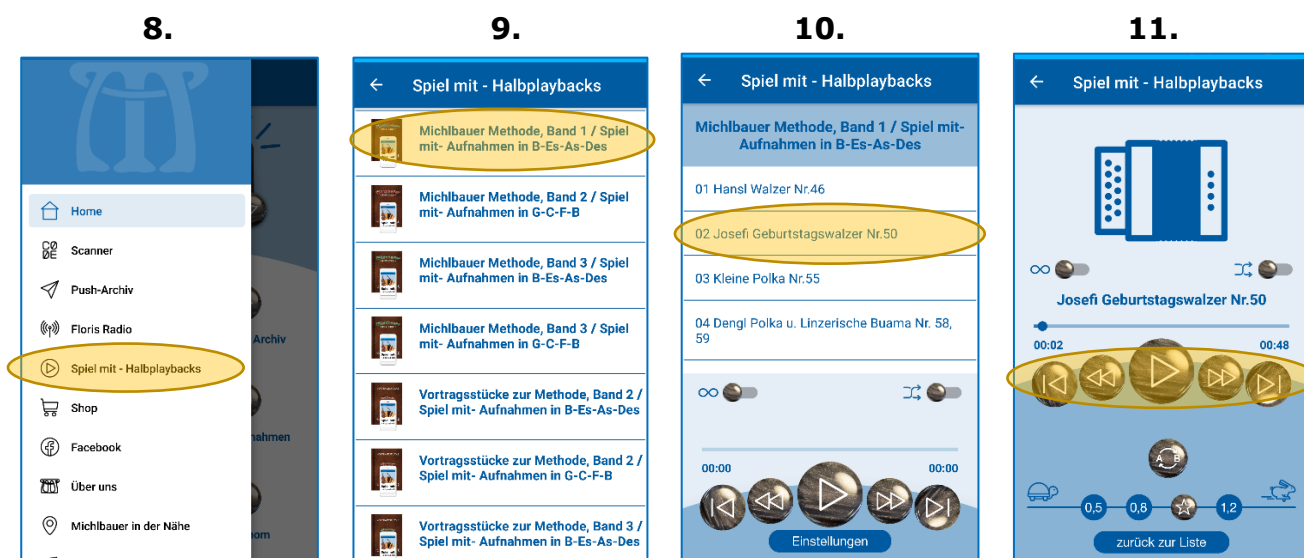 8.
Home
Scanner
Push-Archiv
Floris Radio
Spiel mit - Halbplaybacks
Shop
Facebook
Über uns
Michlbauer in der Nähe
Archiv
9.
Spiel mit - Halbplaybacks
Michlbauer Methode, Band 1 / Spiel
mit- Aufnahmen in B-Es-As-Des
Michlbauer Methode, Band 2 / Spiel
mit- Aufnahmen in G-C-F-B
Michlbauer Methode, Band 3 / Spiel
mit- Aufnahmen in B-Es-As-Des
Michlbauer Methode, Band 3 / Spiel
mit- Aufnahmen in G-C-F-B
Vortragsstücke zur Methode, Band 2 /
Spiel mit- Aufnahmen in B-Es-As-Des
Vortragsstücke zur Methode, Band 2 /
Spiel mit- Aufnahmen in G-C-F-B
Vortragsstücke zur Methode, Band 3 /
Spiel mit- Aufnahmen in B-Es-As-Des
10.
Spiel mit - Halbplaybacks
Michlbauer Methode, Band 1 / Spiel mit-
Aufnahmen in B-Es-As-Des
01 Hansl Walzer Nr.46
02 Josefi Geburtstagswalzer Nr.50
03 Kleine Polka Nr.55
04 Dengl Polka u. Linzerische Buama Nr. 58,
59
00:00 00:00
Einstellungen
11.
Spiel mit - Halbplaybacks
Josefi Geburtstagswalzer Nr.50
00:02 00:48
A B
0,5 0,8 1,2
zurück zur Liste